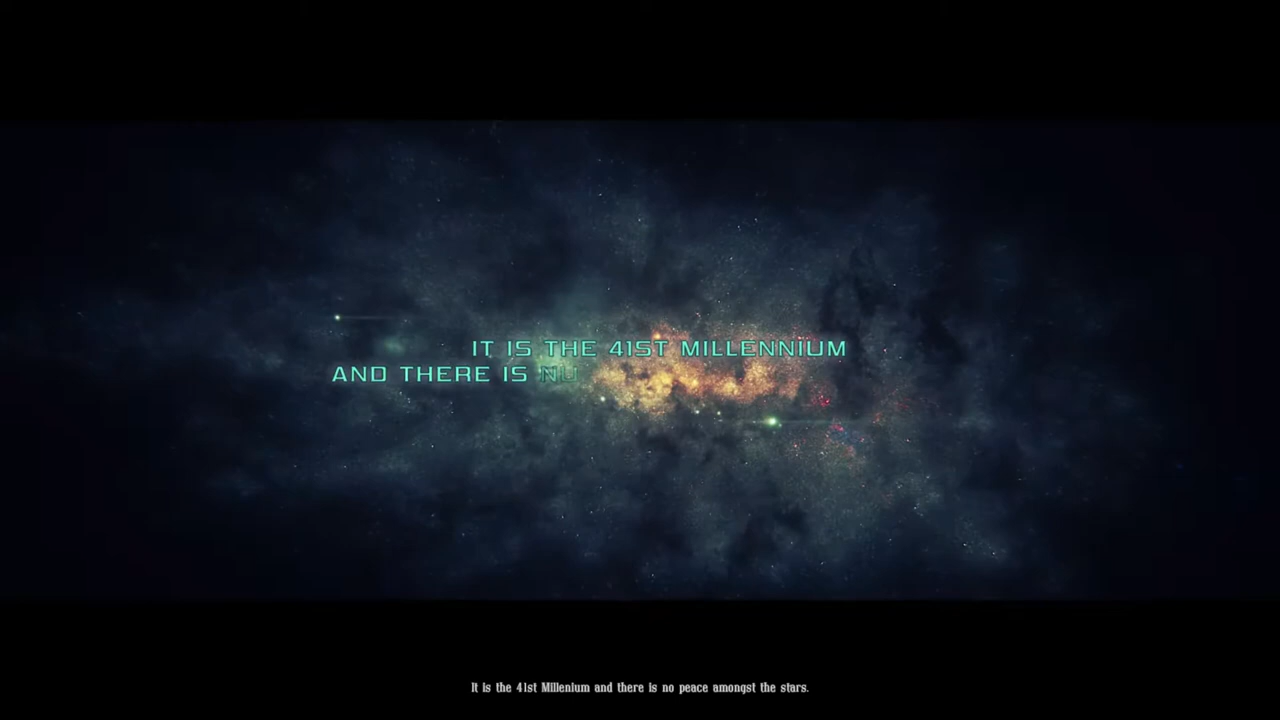 IT IS THE 41ST MILLENNIUM
AND THERE IS
It is the 41st Millenium and there is no peace amongst the stars.